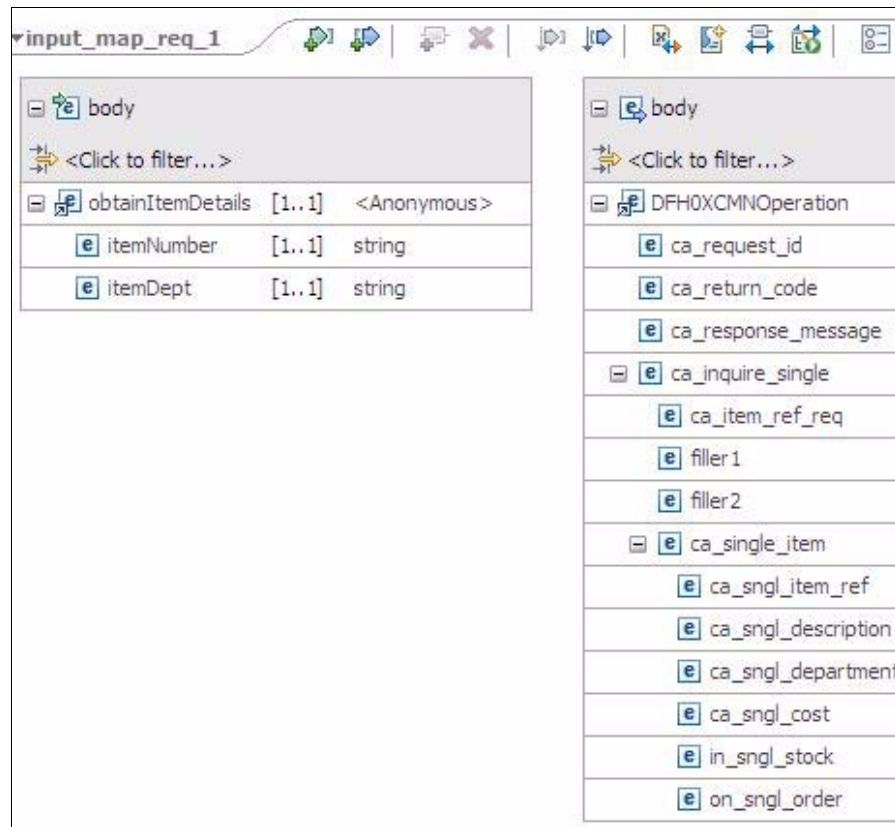 input_map_req_1
body
<Click to filter...>
obtainItemDetails [1..1] <Anonymous>
itemNumber [1..1] string
itemDept [1..1] string
body
<Click to filter...>
DFH0XCMNOperation
ca_request_id
ca_return_code
ca_response_message
ca_inquire_single
ca_item_ref_req
filler1
filler2
ca_single_item
ca_sngl_item_ref
ca_sngl_description
ca_sngl_department
ca_sngl_cost
in_sngl_stock
on_sngl_order